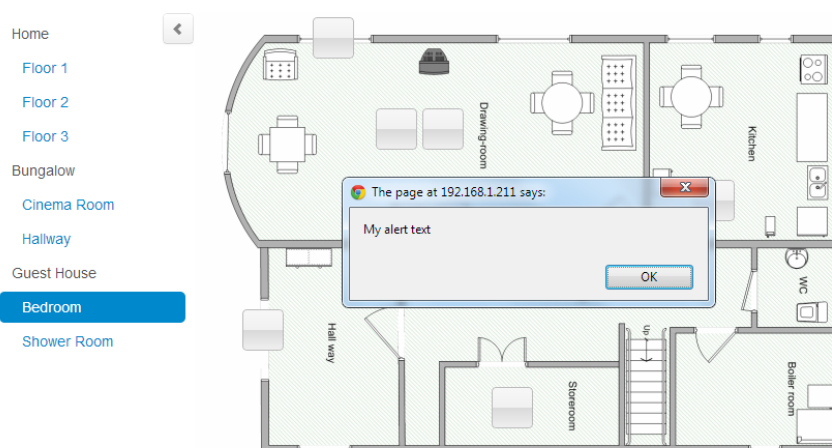 Home
Floor 1
Floor 2
Floor 3
Bungalow
Cinema Room
Hallway
Guest House
Bedroom
Shower Room
Drawing-room
Kitchen
The page at 192.168.1.211 says:
My alert text
OK
WC
Hall way
Up
Storeroom
Boiler room